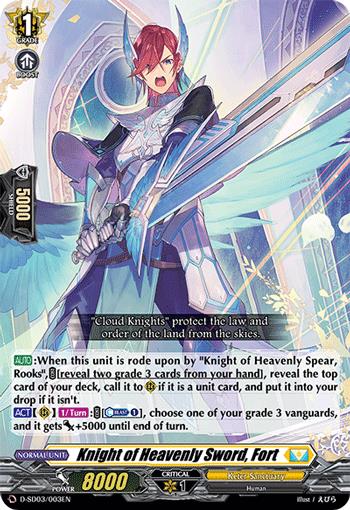 1
GRADE
BOOST
5000
SHIELD
"Cloud Knights" protect the law and
order of the land from the skies.
AUTO:When this unit is rode upon by "Knight of Heavenly Spear,
Rooks", [reveal two grade 3 cards from your hand], reveal the top
card of your deck, call it to if it is a unit card, and put it into your
drop if it isn't.
ACT 1/Turn: [C-BLAST 1], choose one of your grade 3 vanguards,
and it gets +5000 until end of turn.
NORMAL UNIT
Knight of Heavenly Sword, Fort
POWER 8000
CRITICAL
1
Keter Sanctuary
Human
D-SD03/003EN
illust / えびら